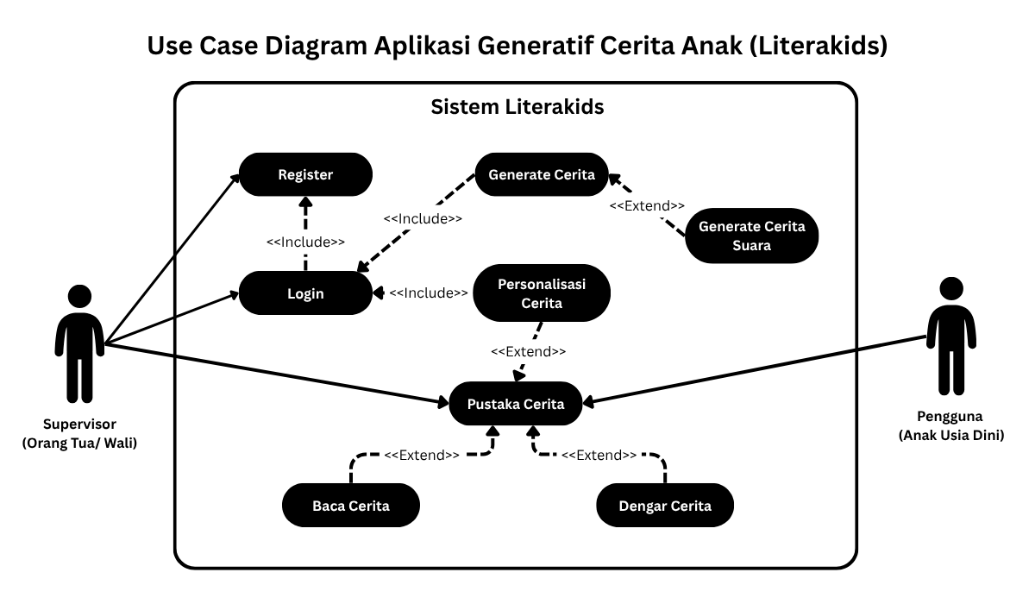 Use Case Diagram Aplikasi Generatif Cerita Anak (Literakids)
Sistem Literakids
Register
Generate Cerita
<<Include>>
<<Extend>>
Generate Cerita
Suara
<<Include>>
Login
<<Include>>
Personalisasi
Cerita
<<Extend>>
Pustaka Cerita
Supervisor
(Orang Tua/ Wali)
Pengguna
(Anak Usia Dini)
<<Extend>>
<<Extend>>
Baca Cerita
Dengar Cerita